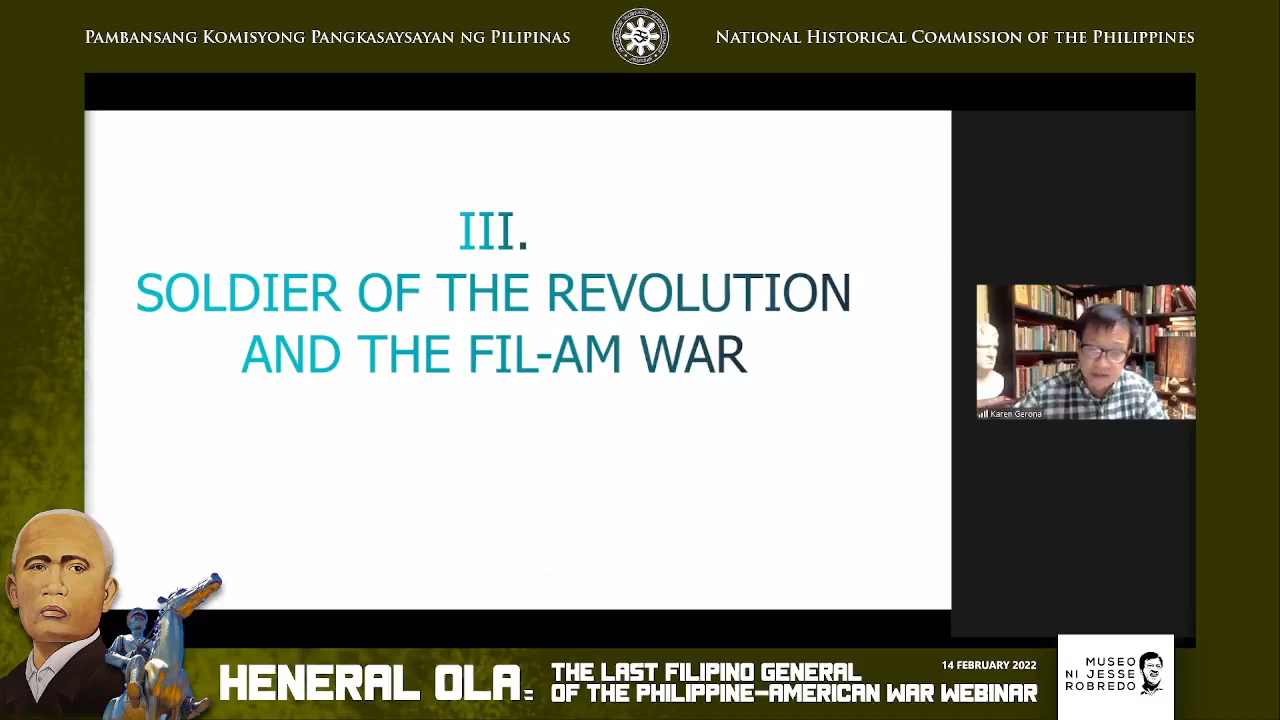 PAMBANSANG KOMISYONG PANGKASAYSAYAN NG PILIPINAS
NATIONAL HISTORICAL COMMISSION OF THE PHILIPPINES
III.
SOLDIER OF THE REVOLUTION
AND THE FIL-AM WAR
Karen Gerona
HENERAL OLA:
THE LAST FILIPINO GENERAL
OF THE PHILIPPINE-AMERICAN WAR WEBINAR
14 FEBRUARY 2022
MUSEO
NI JESSE
ROBREDO